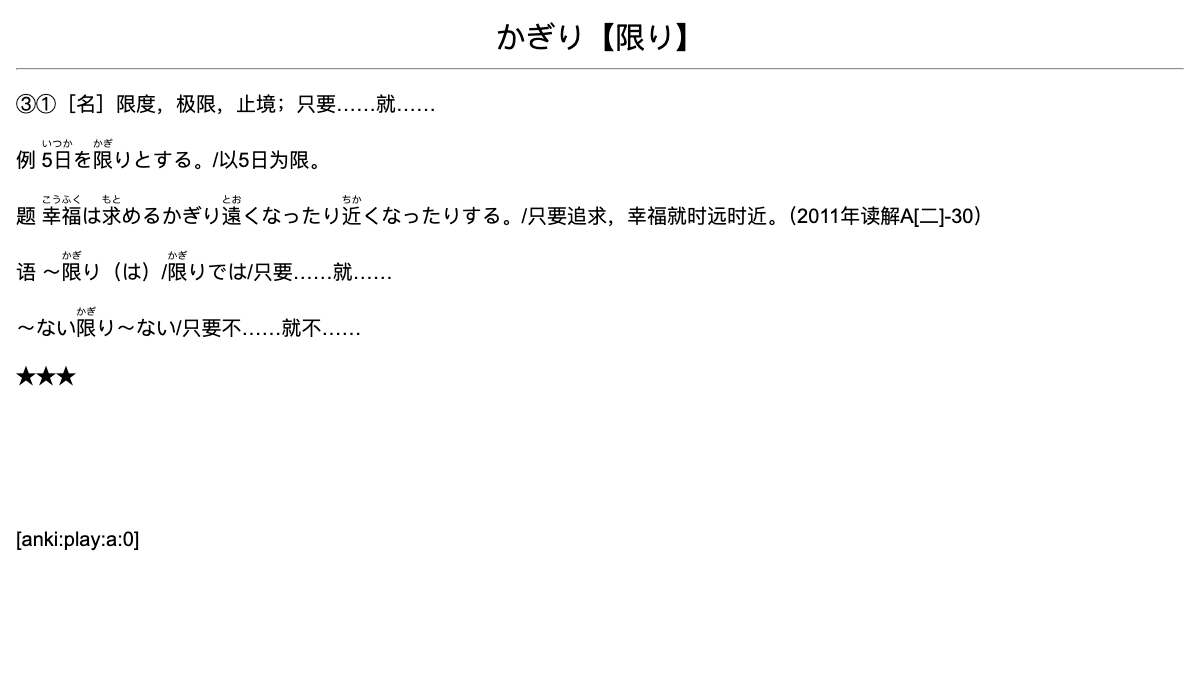 かぎり【限り】
③①［名］限度，极限，止境；只要……就……
例 5日を限りとする。/以5日为限。
いつか かぎ
题 幸福は求めるかぎり遠くなったり近くなったりする。/只要追求，幸福就时远时近。（2011年读解A[二]-30）
こうふく もと とお ちか
语 ～限り（は）/限りでは/只要……就……
かぎ かぎ
～ない限り～ない/只要不……就不……
かぎ
★★★
[anki:play:a:0]